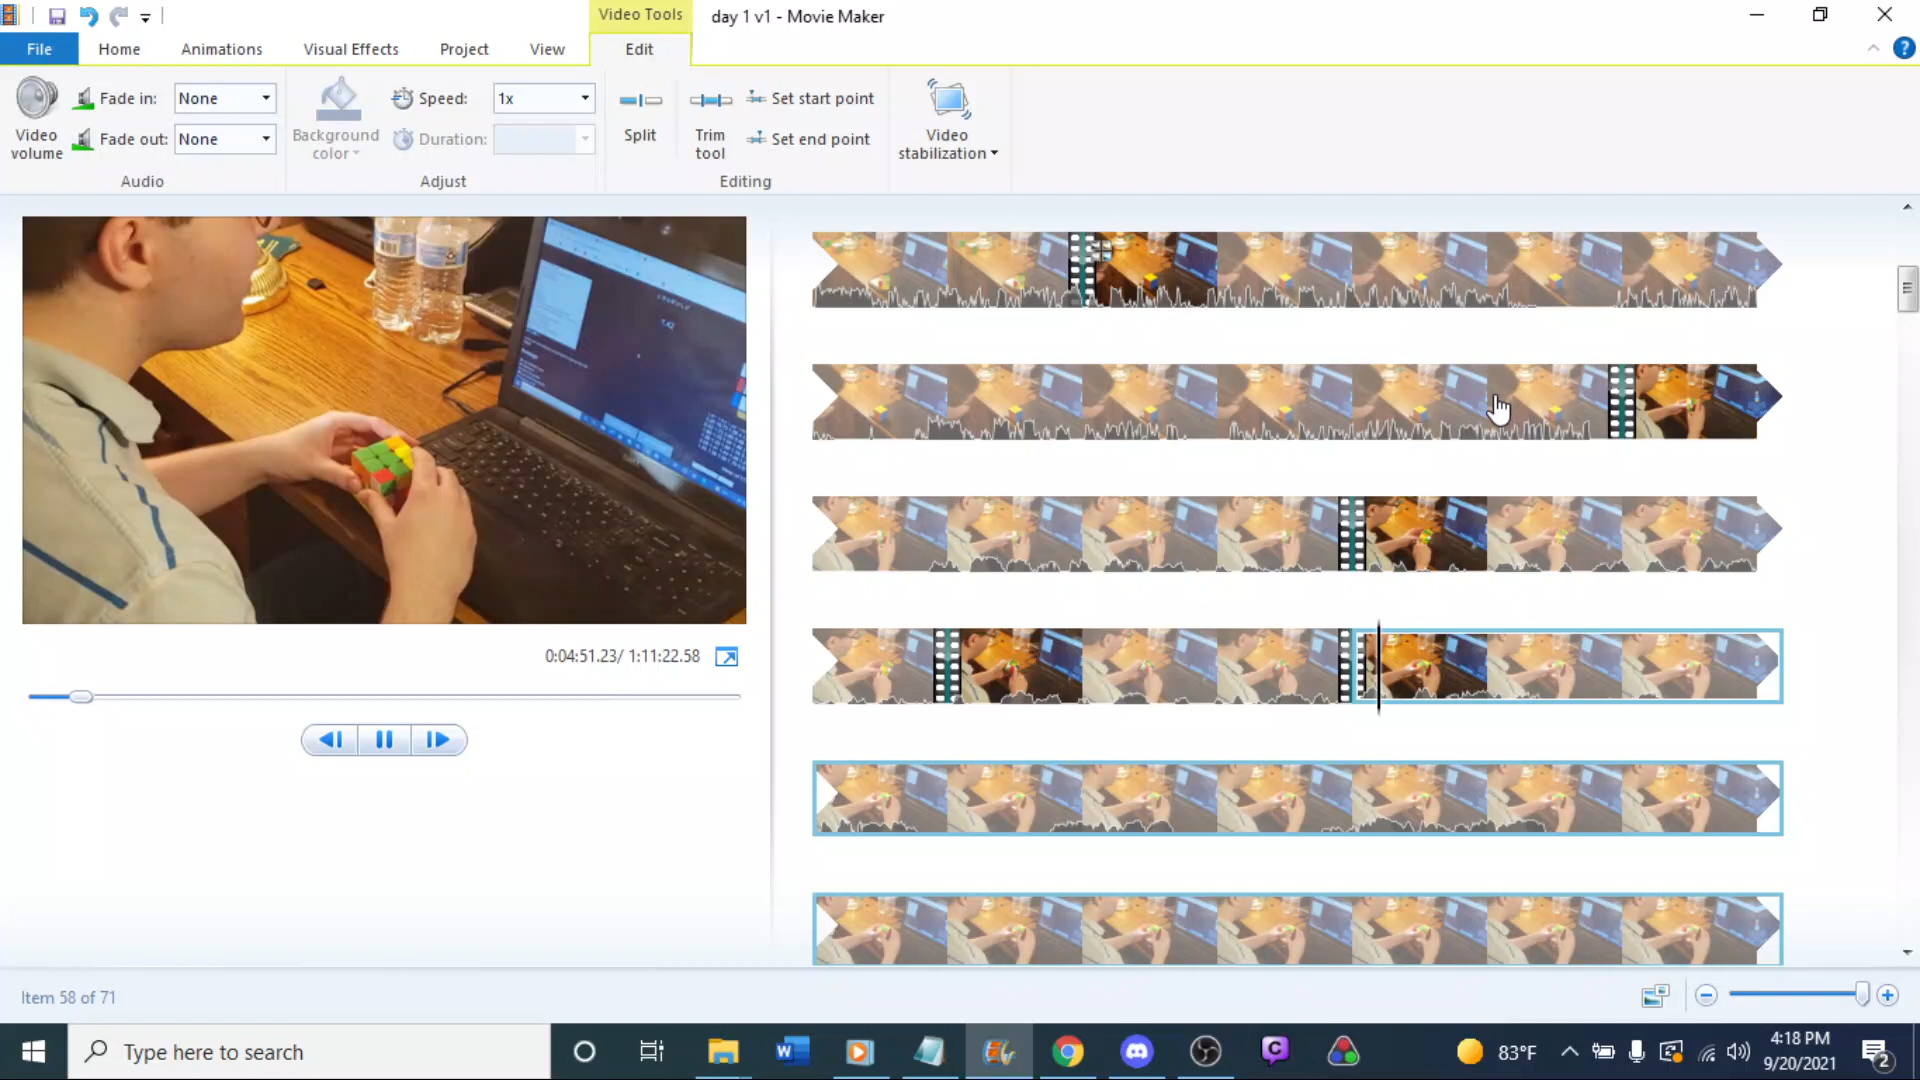 Video Tools
day 1 v1 - Movie Maker
File
Home
Animations
Visual Effects
Project
View
Edit
Video volume
Fade in:
None
Fade out:
None
Background color
Speed:
1x
Duration:
Split
Trim tool
Set start point
Set end point
Video stabilization
Audio
Adjust
Editing
0:04:51.23/ 1:11:22.58
Item 58 of 71
Type here to search
83°F
4:18 PM
9/20/2021
2